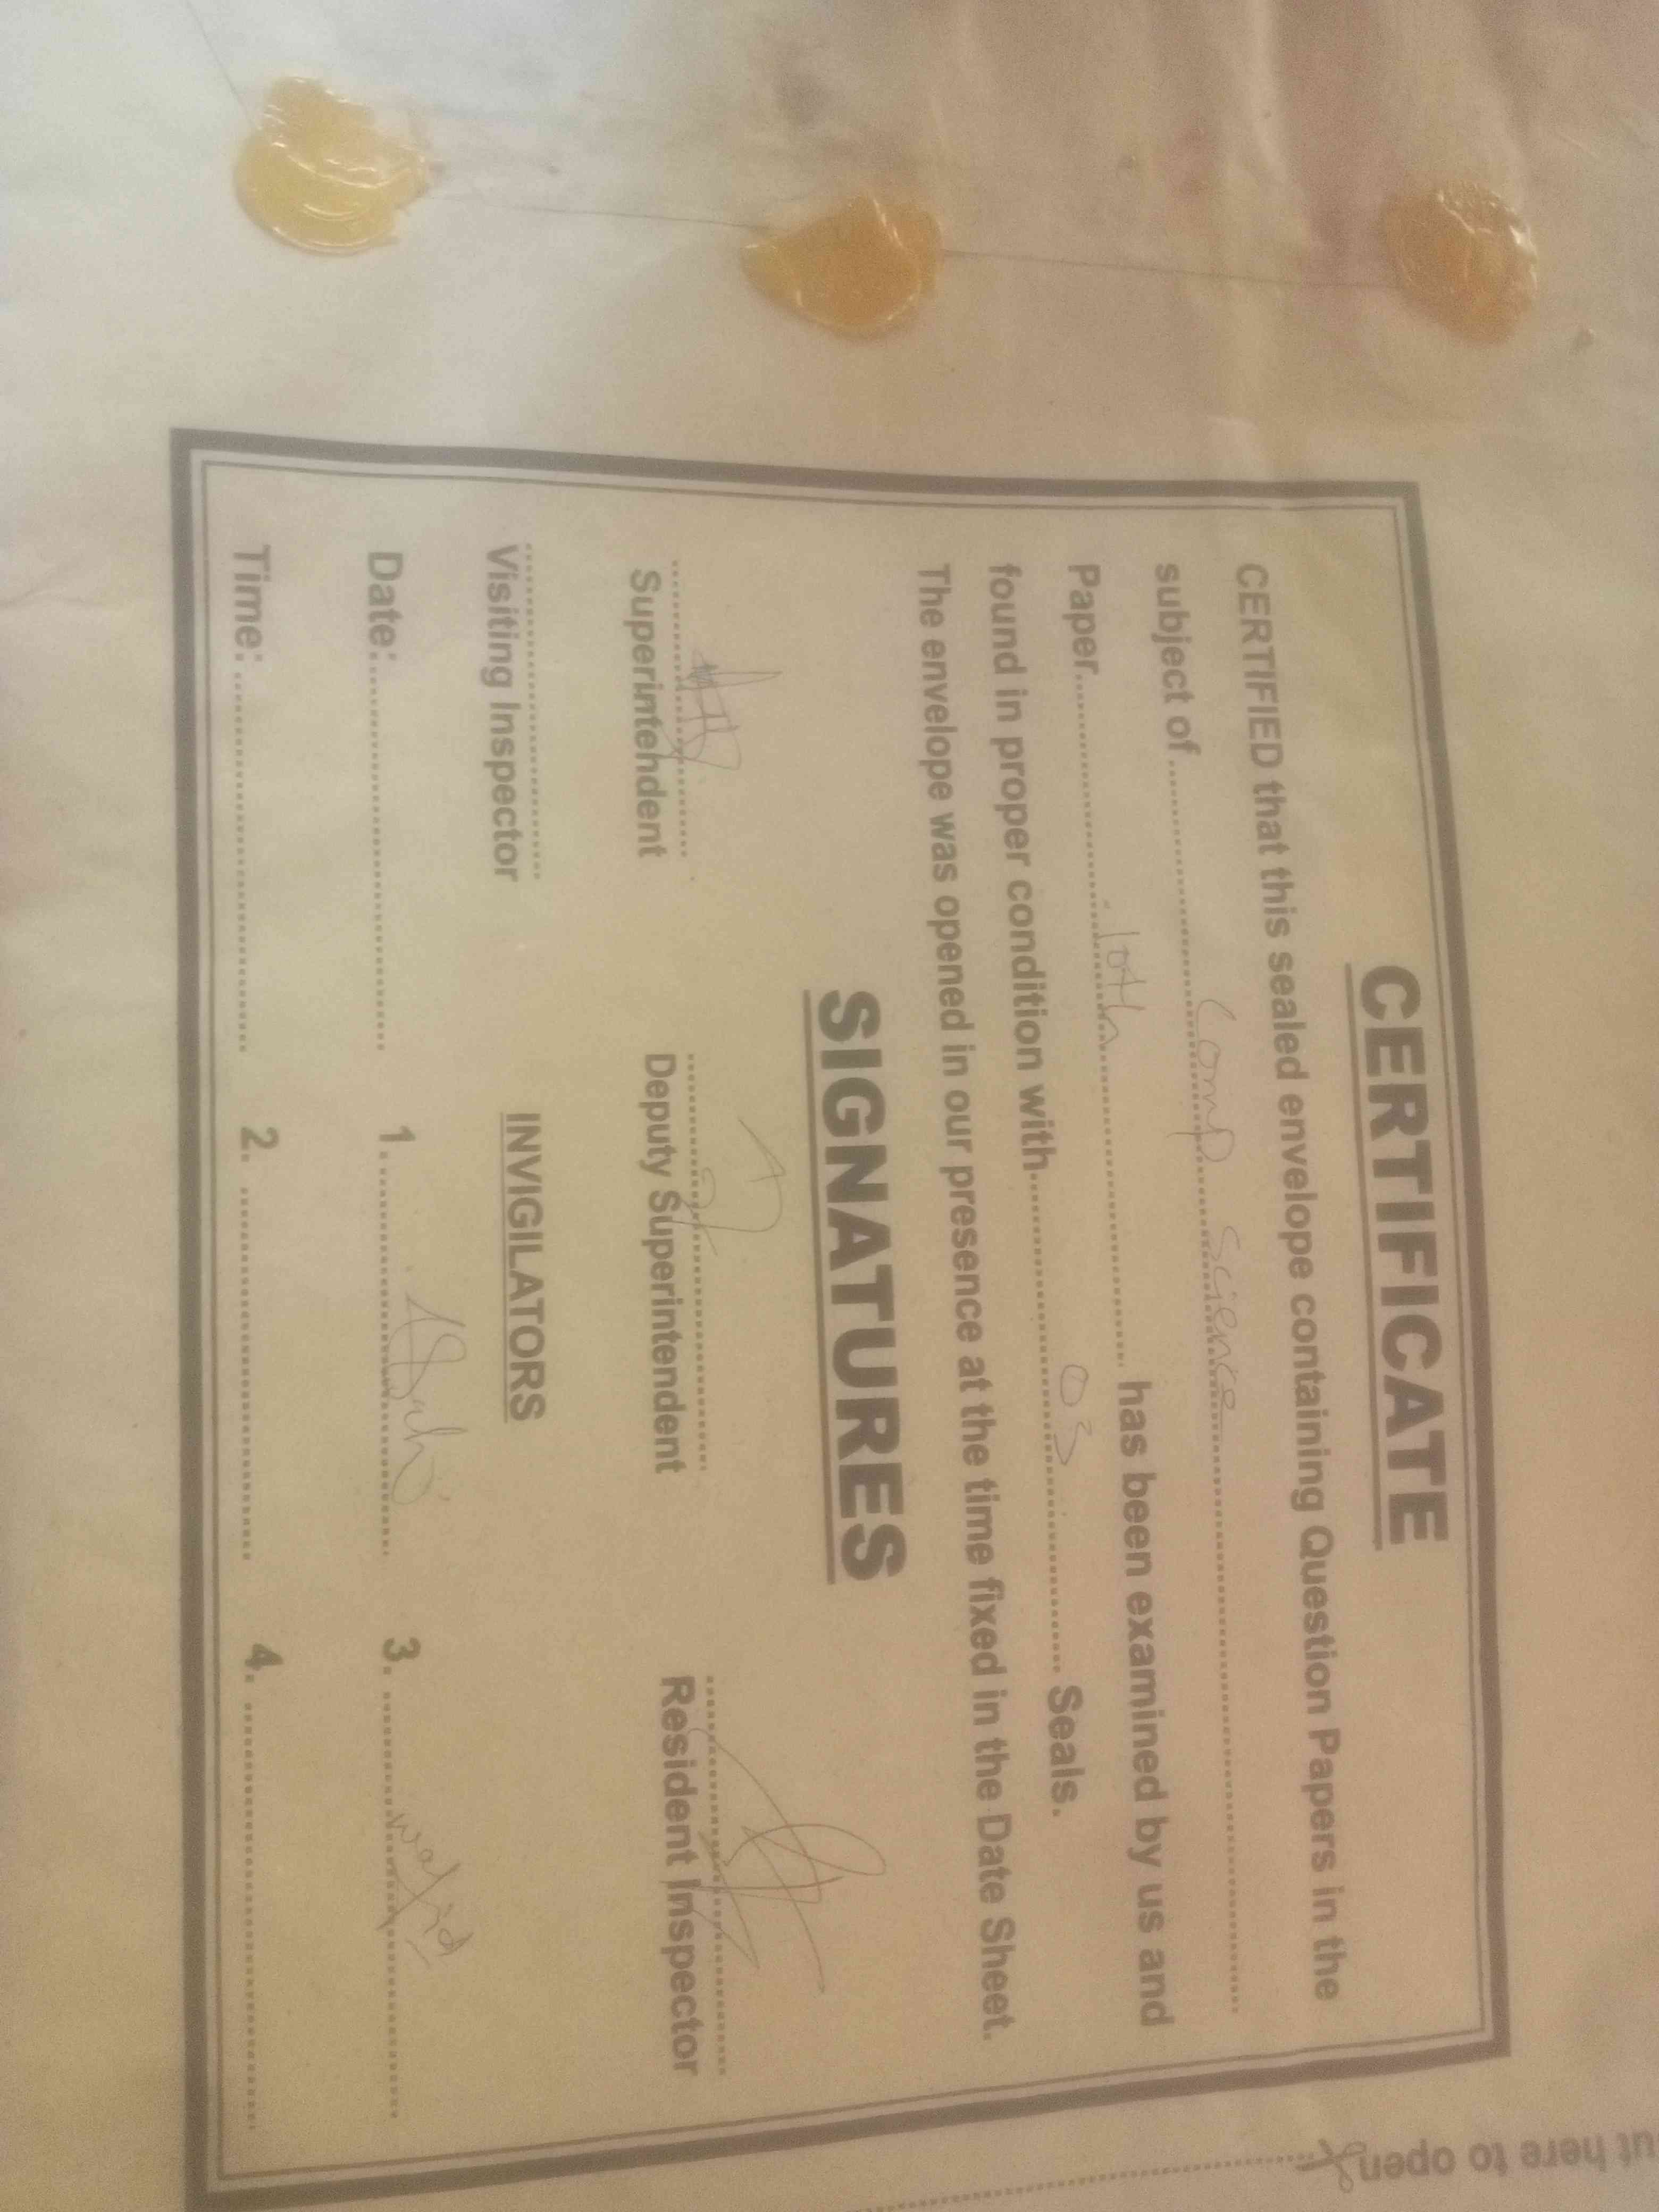 CERTIFICATE
CERTIFIED that this sealed envelope containing Question Papers in the
subject of Comp Science
Paper 10th has been examined by us and
found in proper condition with 03 Seals.
The envelope was opened in our presence at the time fixed in the Date Sheet.
SIGNATURES
Superintendent Deputy Superintendent Resident Inspector
Visiting Inspector INVIGILATORS
Date: 1. 3.
Time: 2. 4.
ut here to open